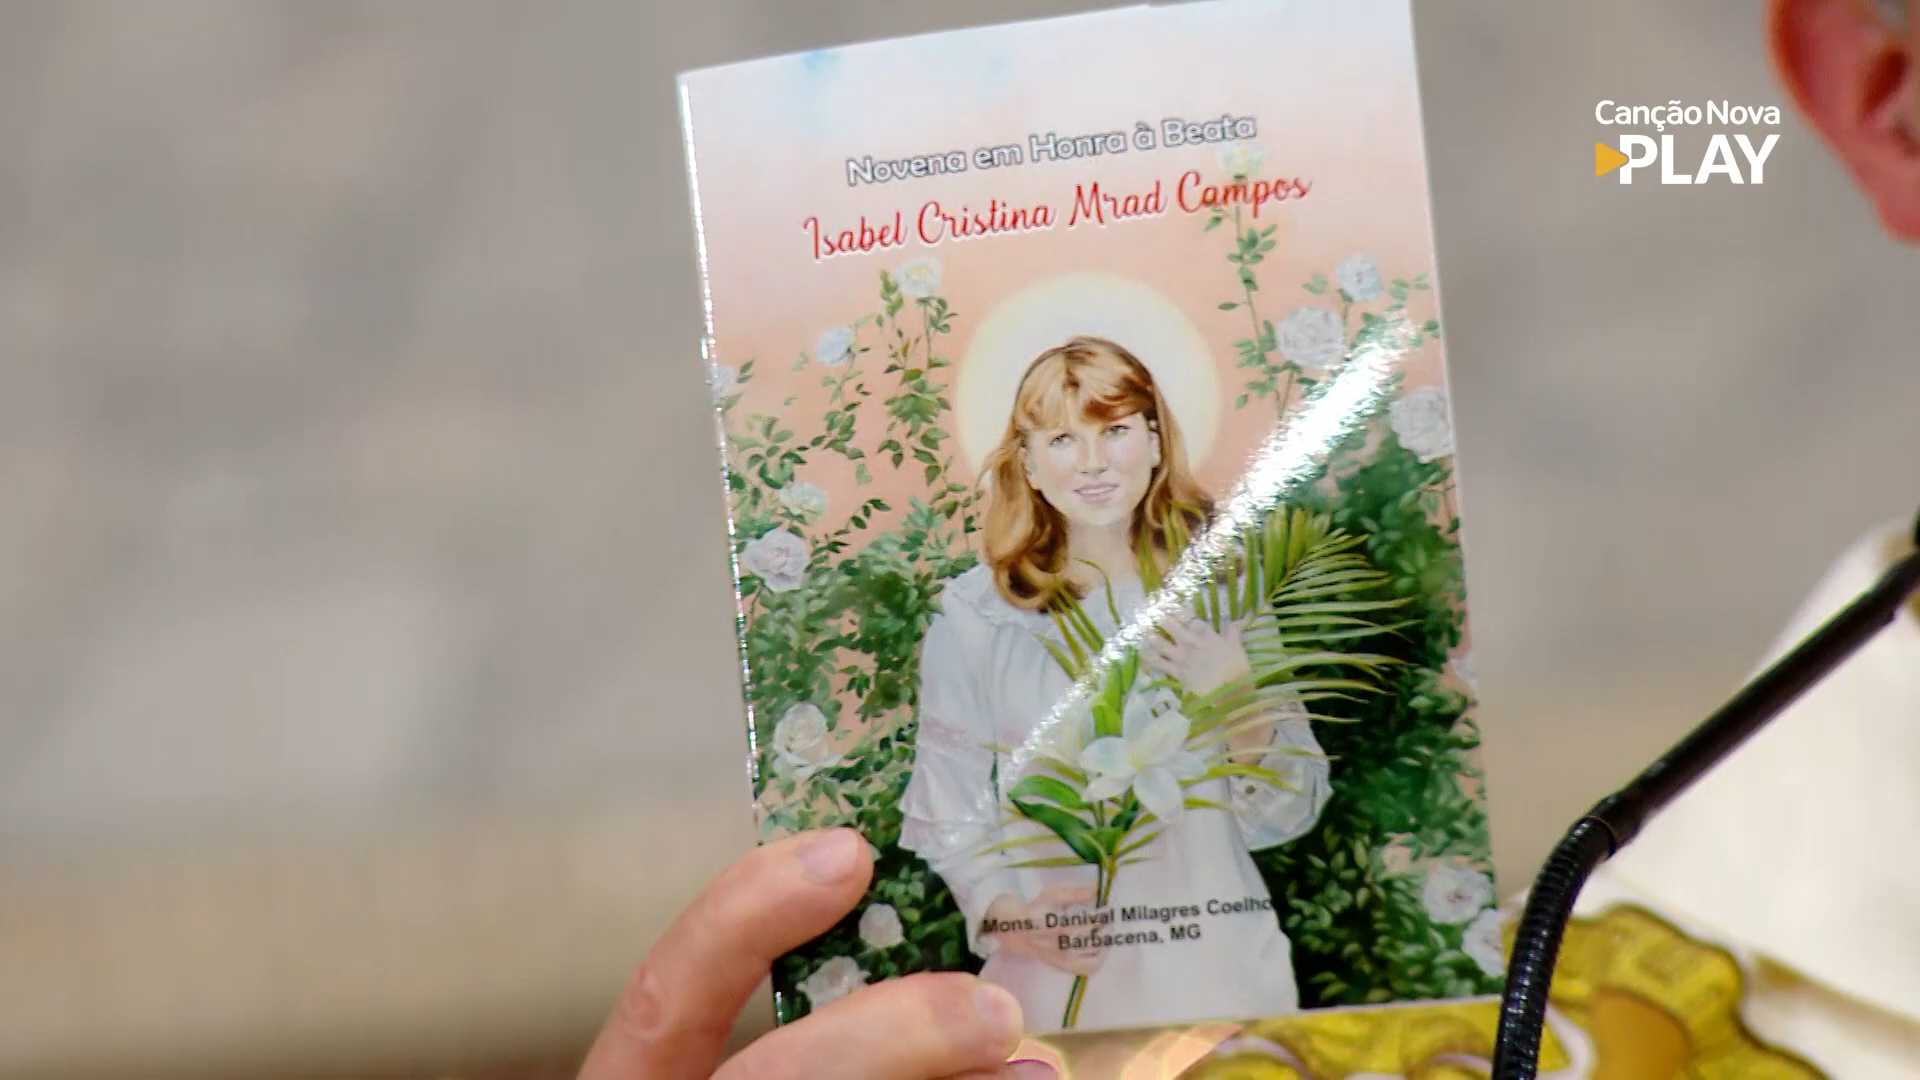 Novena em Honra à Beata
Isabel Cristina Mrad Campos
Mons. Danival Milagres Coelho
Barbacena, MG
Canção Nova
PLAY